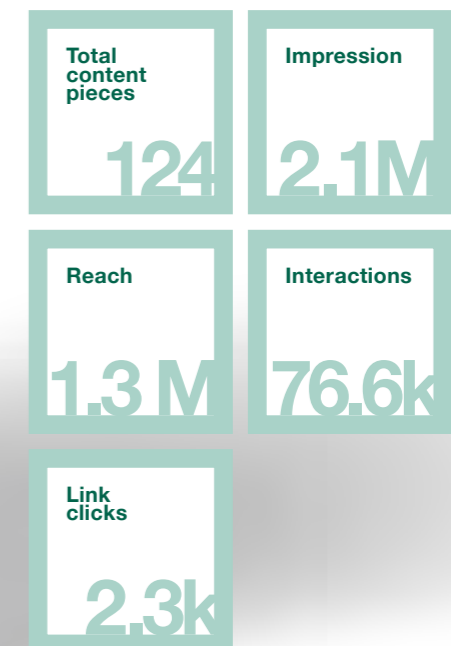 Total
content
pieces
124
Impression
2.1M
Reach
1.3 M
Interactions
76.6k
Link
clicks
2.3k